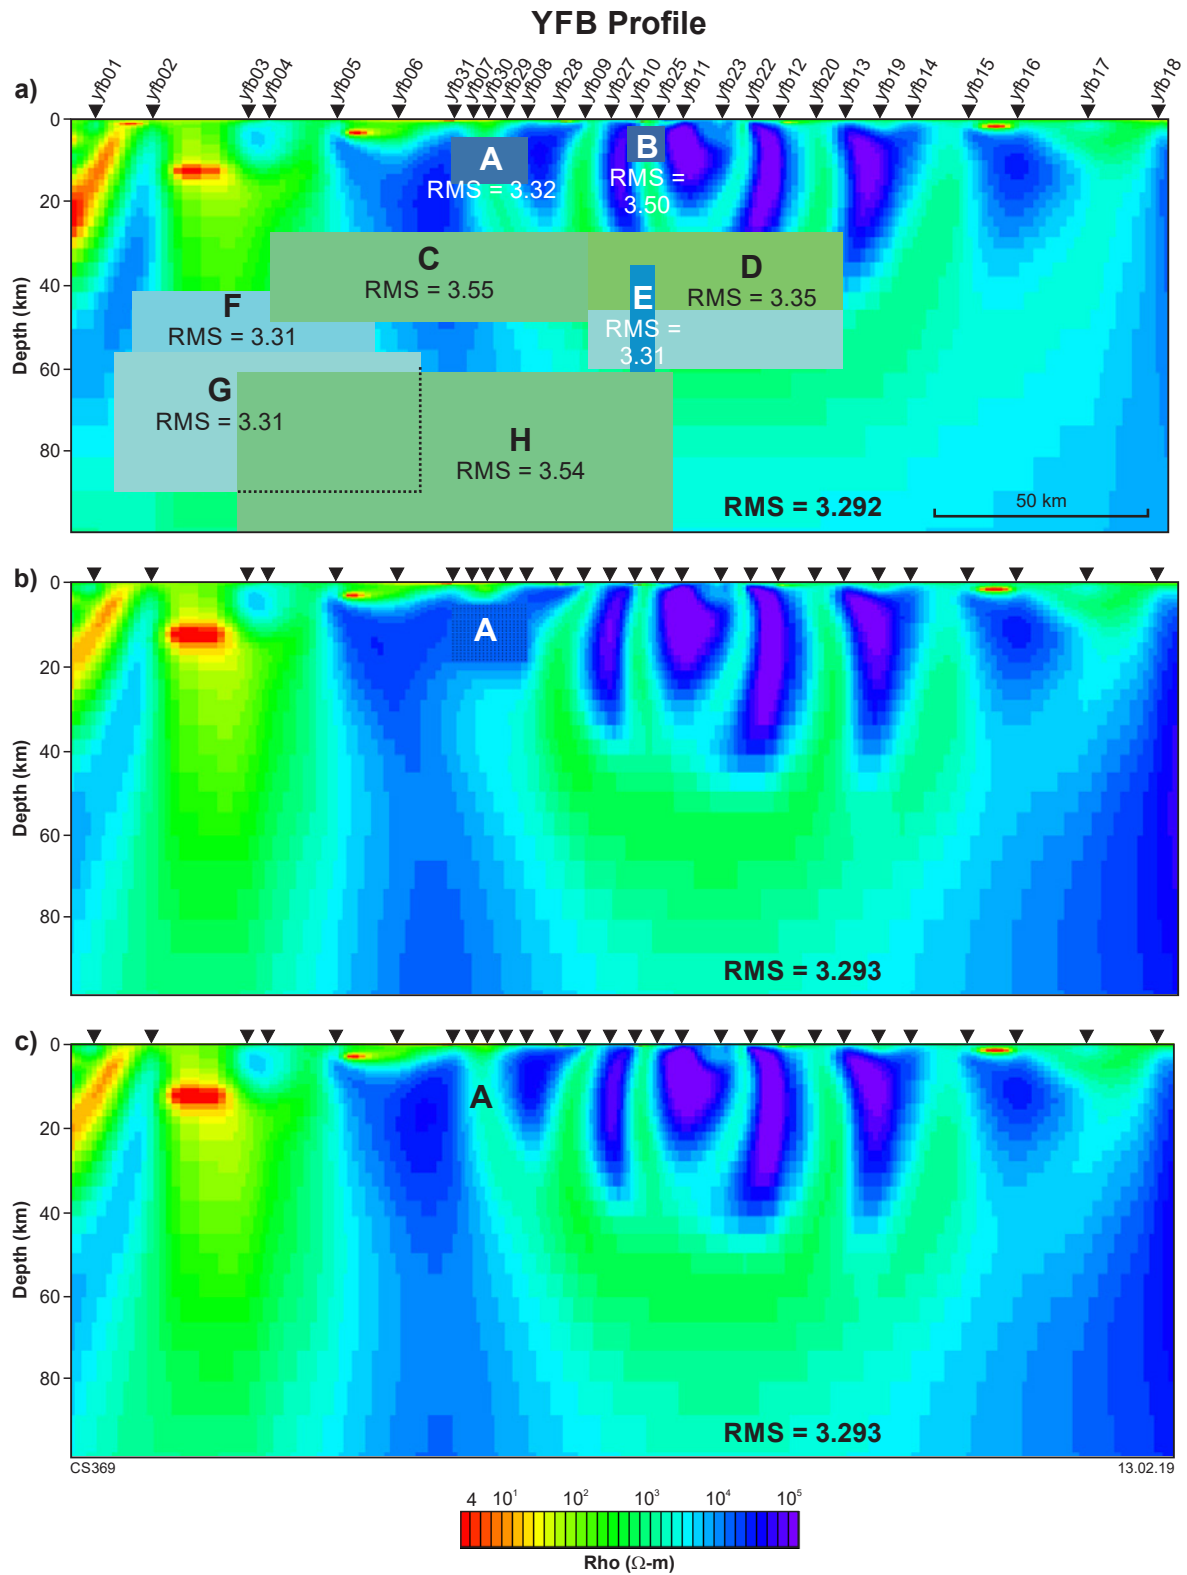 YFB Profile
a)
yfb01 yfb02 yfb03 yfb04 yfb05 yfb06 yfb31 yfb07 yfb30 yfb29 yfb08 yfb28 yfb09 yfb27 yfb10 yfb25 yfb11 yfb23 yfb22 yfb12 yfb20 yfb13 yfb19 yfb14 yfb15 yfb16 yfb17 yfb18
0
20
40
60
80
Depth (km)
A
RMS = 3.32
B
RMS =
3.50
C
RMS = 3.55
D
RMS = 3.35
E
RMS =
3.31
F
RMS = 3.31
G
RMS = 3.31
H
RMS = 3.54
RMS = 3.292
50 km
b)
0
20
40
60
80
Depth (km)
A
RMS = 3.293
c)
0
20
40
60
80
Depth (km)
A
RMS = 3.293
CS369
13.02.19
4 10¹ 10² 10³ 10⁴ 10⁵
Rho (Ω-m)